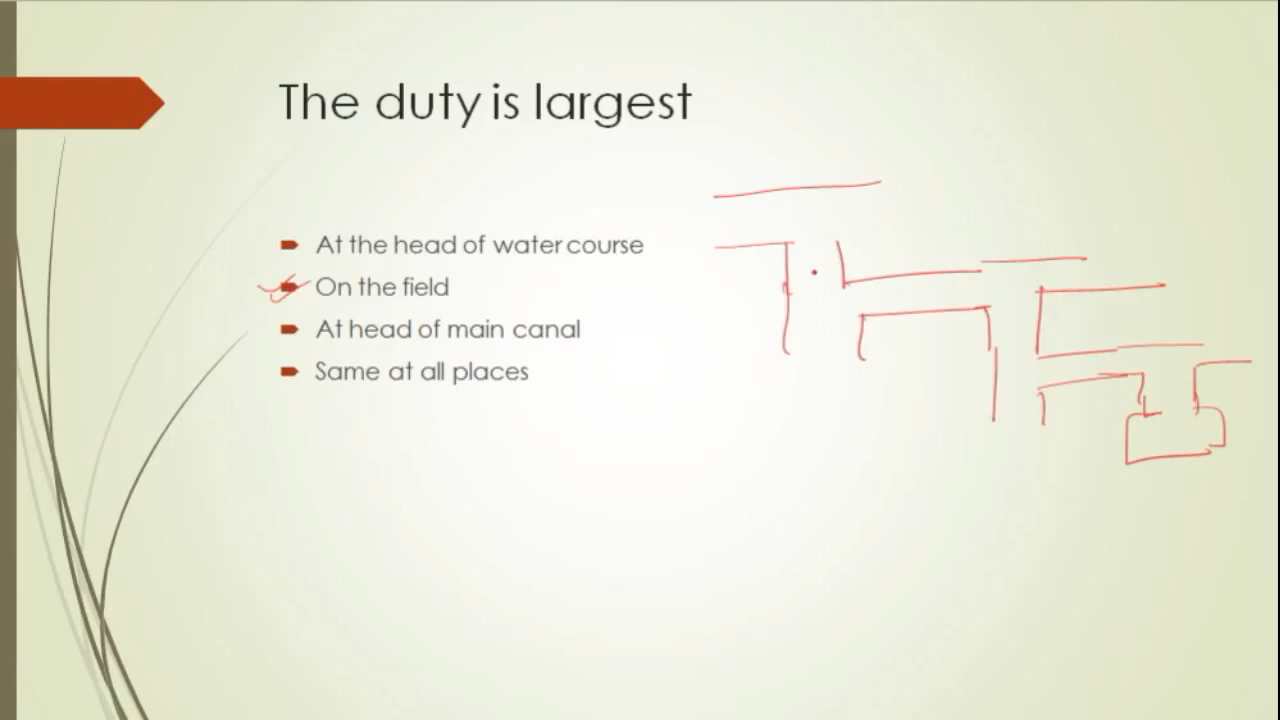 The duty is largest
At the head of water course
On the field
At head of main canal
Same at all places